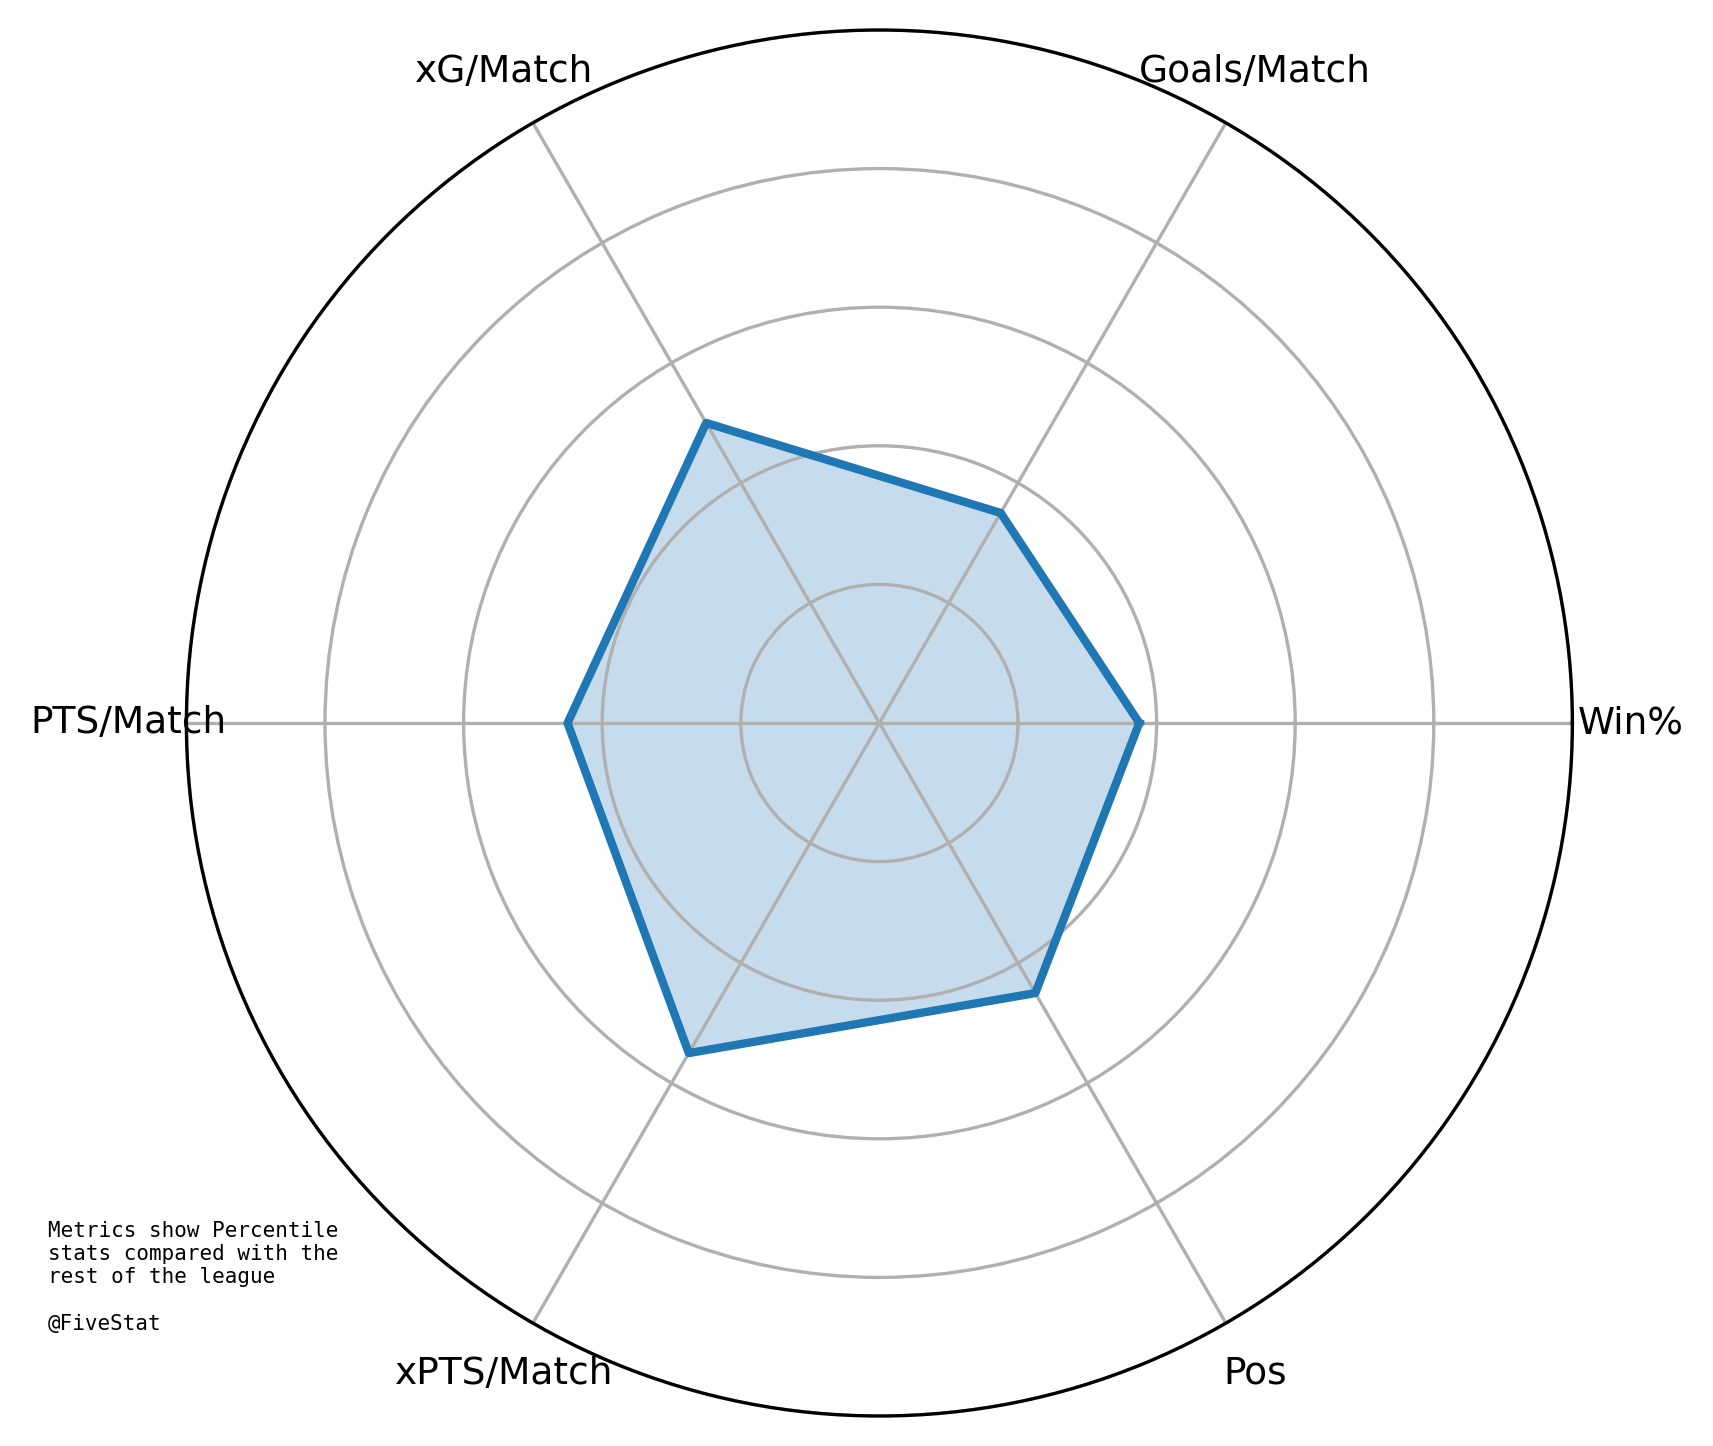 xG/Match
Goals/Match
PTS/Match
Win%
Metrics show Percentile
stats compared with the
rest of the league
@FiveStat
xPTS/Match
Pos